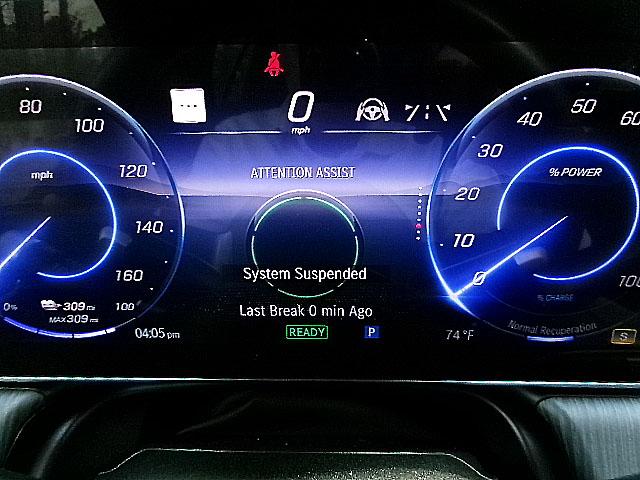 0
mph
80
100
120
140
160
mph
0%
309 mi
100
MAX 309 mi
04:05 pm
ATTENTION ASSIST
System Suspended
Last Break 0 min Ago
READY
P
74°F
60
50
40
30
20
10
0
100
% POWER
% CHARGE
Normal Recuperation
S